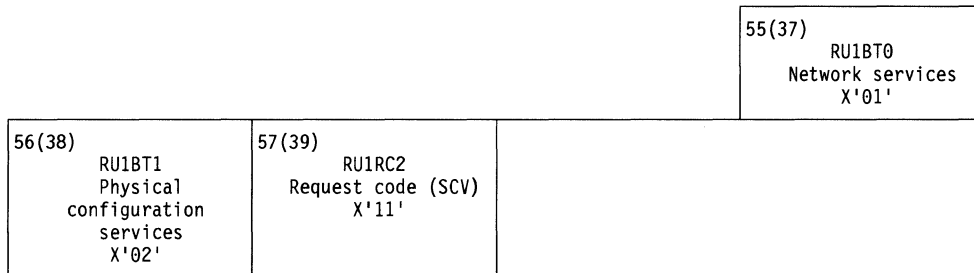 55(37)
RU1BT0
Network services
X'01'
56(38)
RU1BT1
Physical
configuration
services
X'02'
57(39)
RU1RC2
Request code (SCV)
X'11'